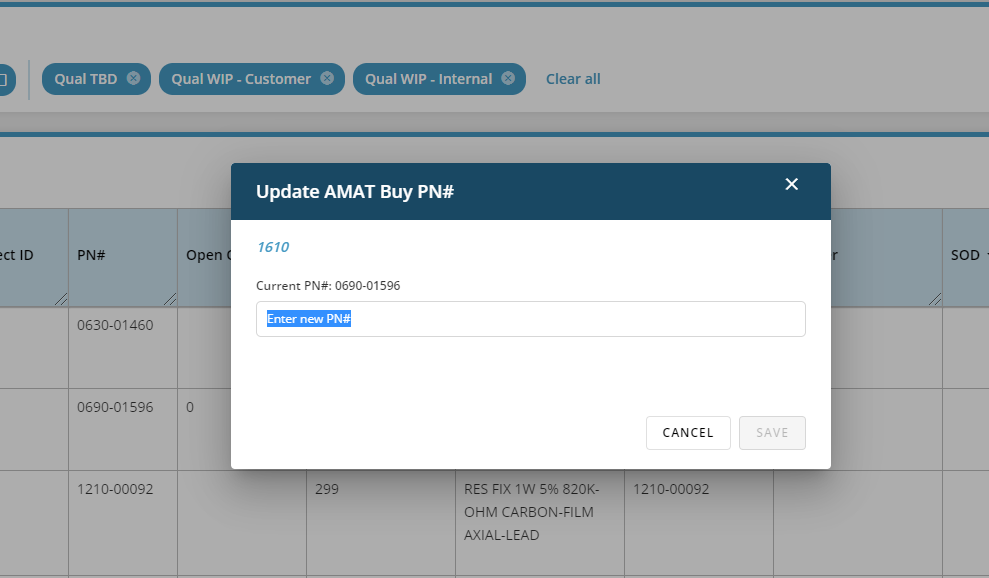 Qual TBD
Qual WIP - Customer
Qual WIP - Internal
Clear all
Update AMAT Buy PN#
1610
Current PN#: 0690-01596
Enter new PN#
CANCEL
SAVE
ect ID
PN#
Open
r
SOD
0630-01460
0690-01596
0
1210-00092
299
RES FIX 1W 5% 820K-
OHM CARBON-FILM
AXIAL-LEAD
1210-00092